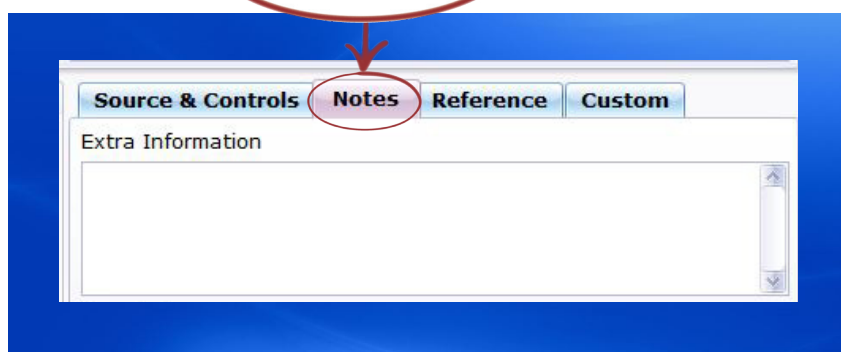 Source & Controls Notes Reference Custom
Extra Information